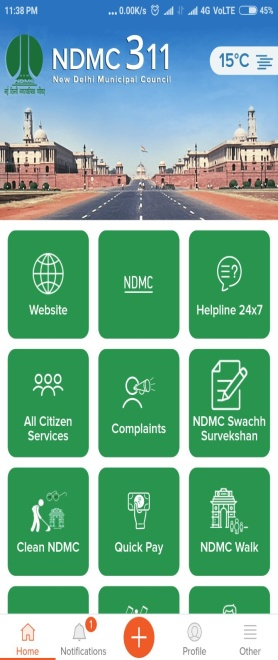 11:38 PM
... 0.00K/s 4G VoLTE 45%
NDMC 311
New Delhi Municipal Council
15°C
Website
NDMC
Helpline 24x7
All Citizen
Services
Complaints
NDMC Swachh
Survekshan
Clean NDMC
Quick Pay
NDMC Walk
1
Home
Notifications
Profile
Other